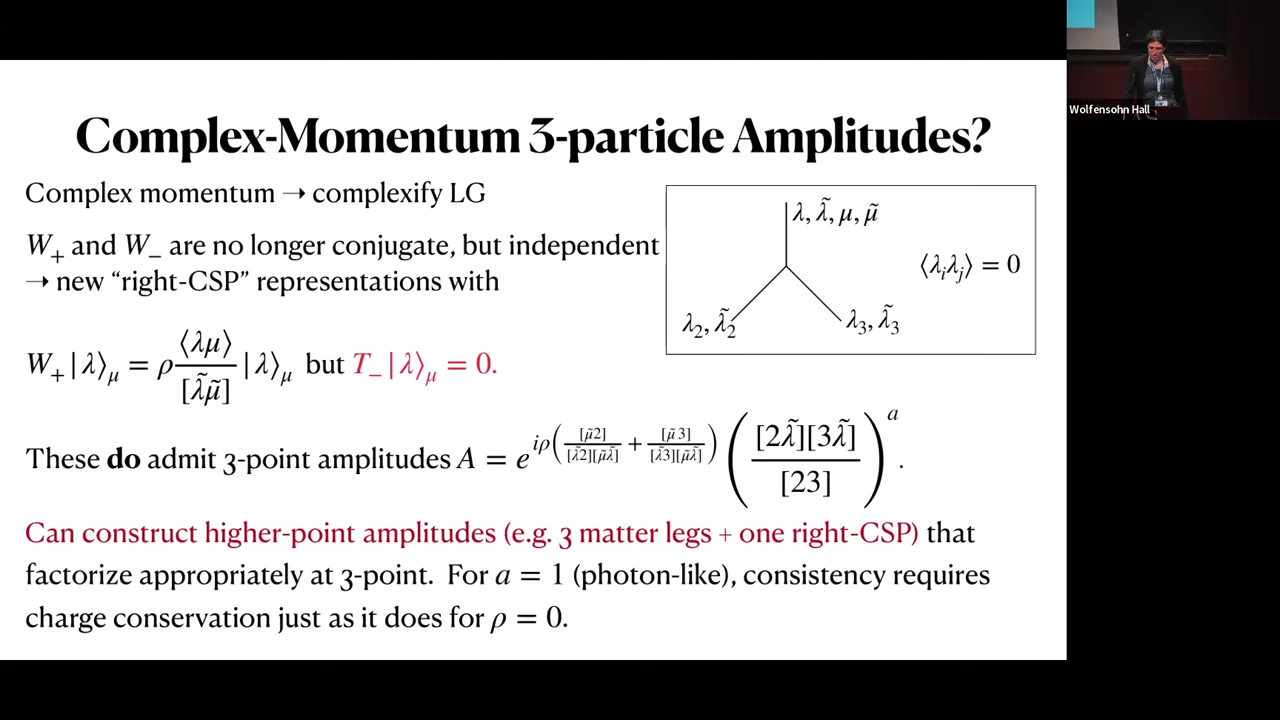 Complex-Momentum 3-particle Amplitudes?
Complex momentum → complexify LG
W₊ and W₋ are no longer conjugate, but independent
→ new “right-CSP” representations with
λ, λ̃, μ, μ̃
⟨λᵢλⱼ⟩ = 0
λ₂, λ̃₂
λ₃, λ̃₃
W₊|λ⟩_μ = ρ ⟨λμ⟩/[λ̃μ̃] |λ⟩_μ but T₋|λ⟩_μ = 0.
These do admit 3-point amplitudes A = e^{iρ([μ̃2]/([λ̃2][μ̃λ̃]) + [μ̃3]/([λ̃3][μ̃λ̃]))} ([2λ̃][3λ̃]/[23])^a.
Can construct higher-point amplitudes (e.g. 3 matter legs + one right-CSP) that
factorize appropriately at 3-point. For a = 1 (photon-like), consistency requires
charge conservation just as it does for ρ = 0.
Wolfensohn Hall